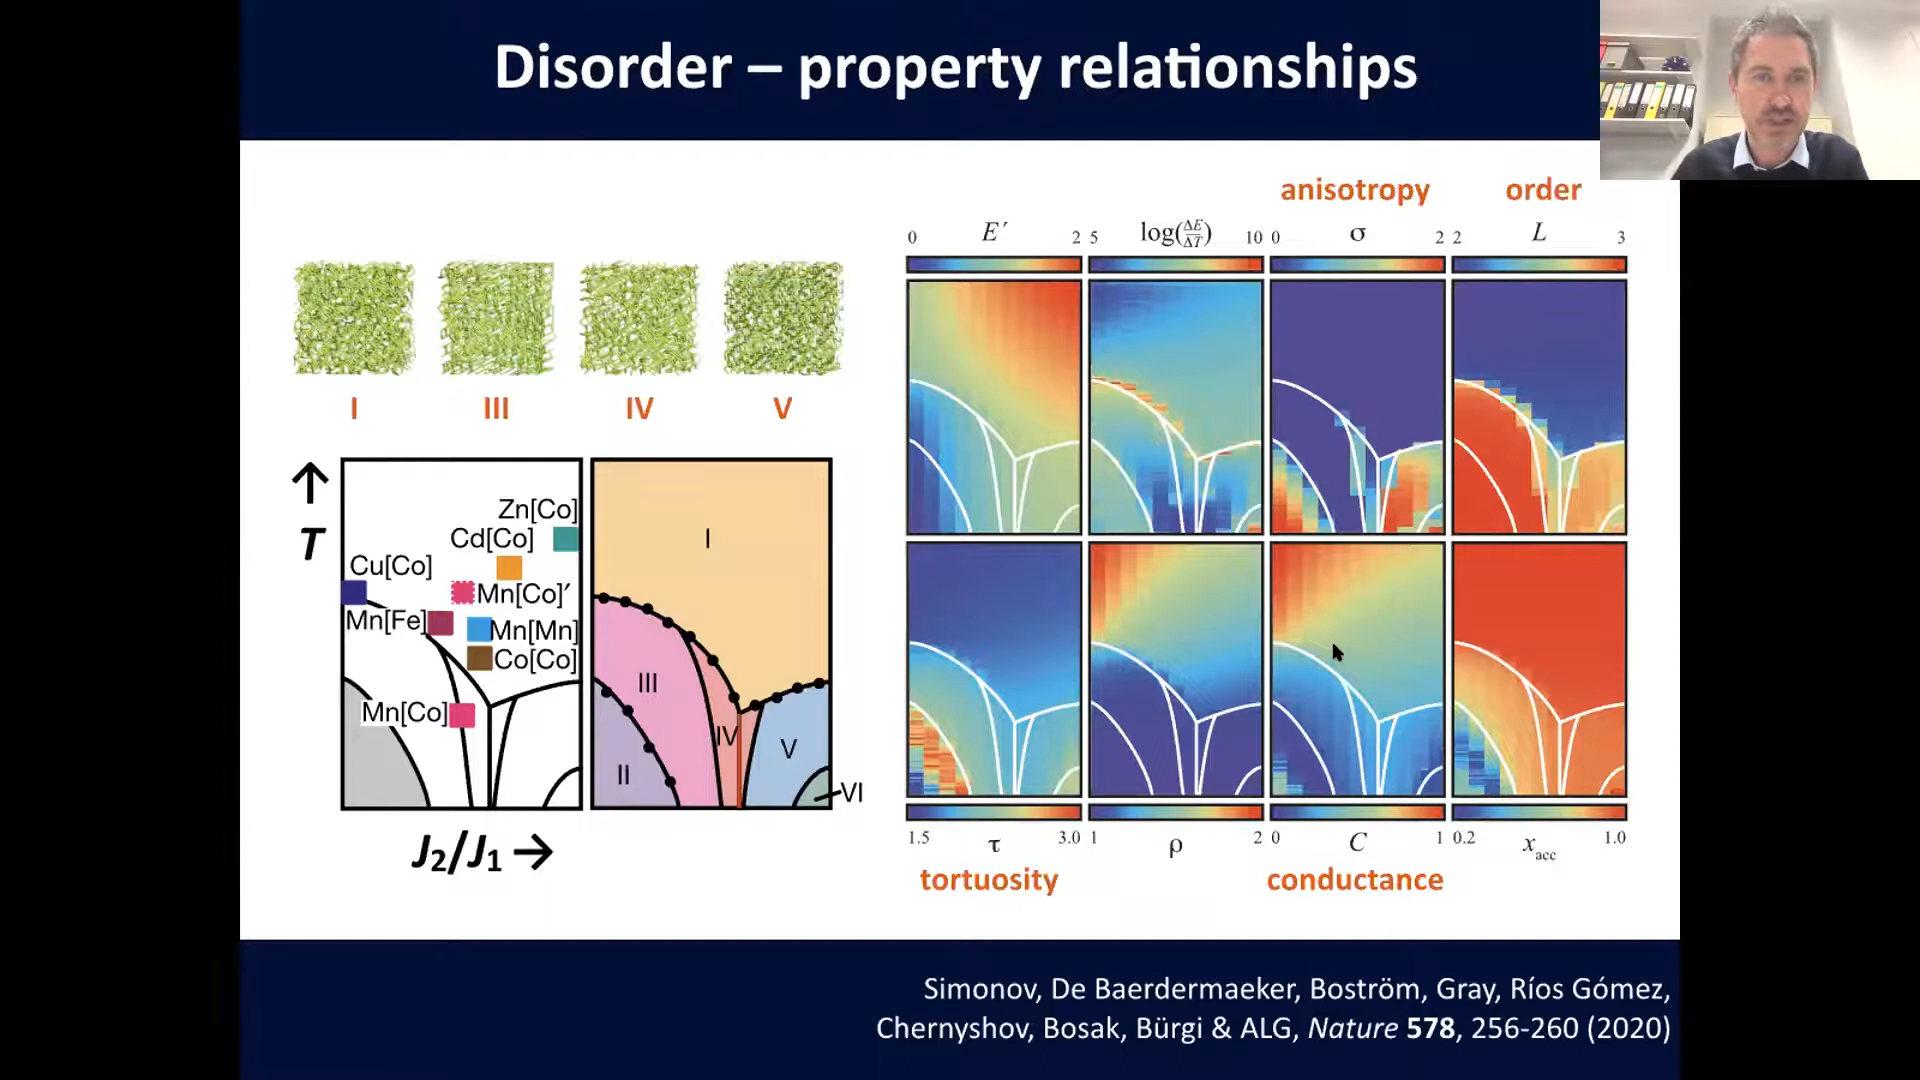 Disorder – property relationships
I III IV V
T
Zn[Co]
Cd[Co]
Cu[Co]
Mn[Co]′
Mn[Fe]
Mn[Mn]
Co[Co]
Mn[Co]
J2/J1 →
I
III
IV
V
II
VI
anisotropy order
0 E′ 2 5 log(ΔE/ΔT) 10 0 σ 2 2 L 3
1.5 τ 3.0 1 ρ 2 0 C 1 0.2 xacc 1.0
tortuosity conductance
Simonov, De Baerdermaeker, Boström, Gray, Ríos Gómez,
Chernyshov, Bosak, Bürgi & ALG, Nature 578, 256-260 (2020)